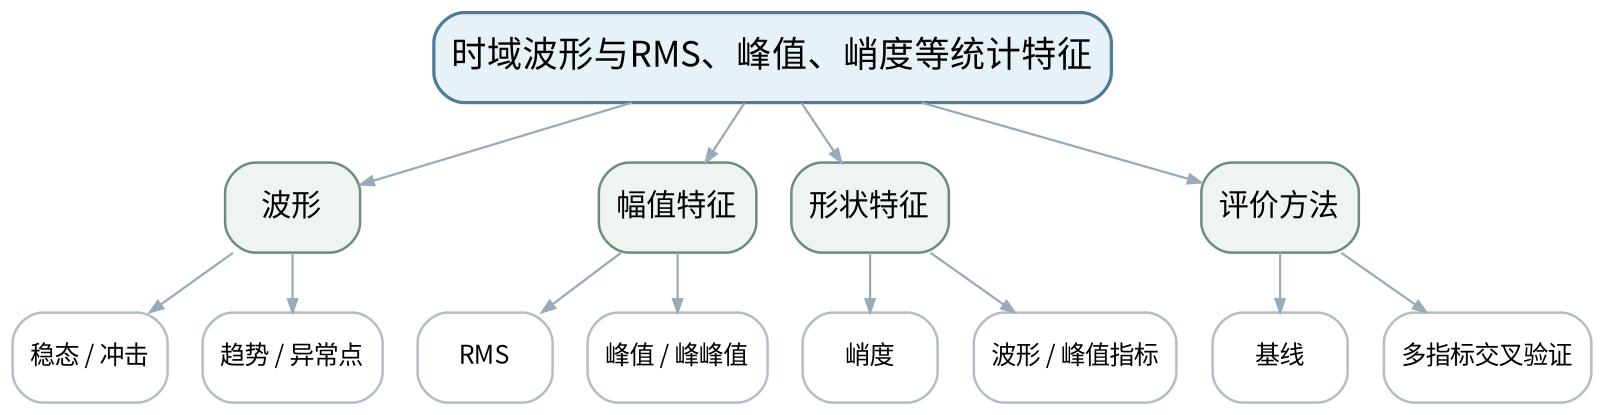 时域波形与RMS、峰值、峭度等统计特征
波形
幅值特征
形状特征
评价方法
稳态 / 冲击
趋势 / 异常点
RMS
峰值 / 峰峰值
峭度
波形 / 峰值指标
基线
多指标交叉验证